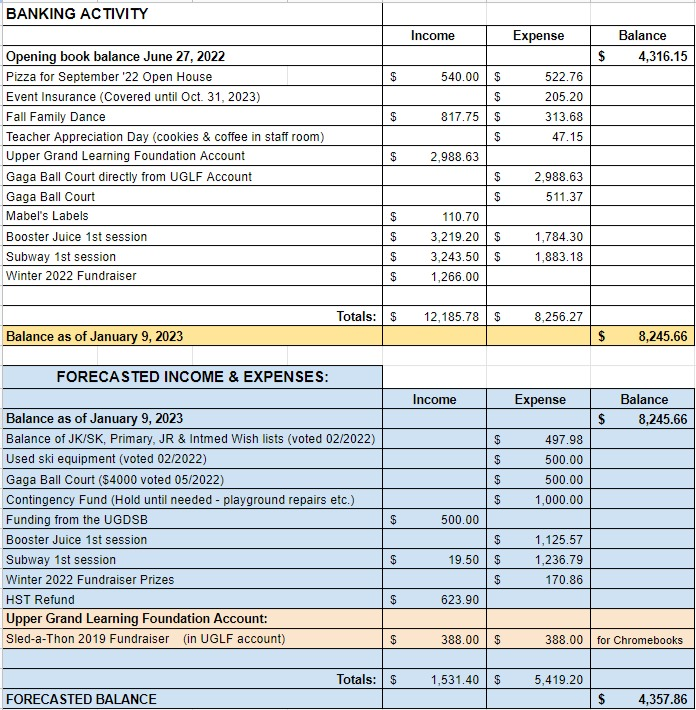 BANKING ACTIVITY
Income Expense Balance
Opening book balance June 27, 2022 $ 4,316.15
Pizza for September '22 Open House $ 540.00 $ 522.76
Event Insurance (Covered until Oct. 31, 2023) $ 205.20
Fall Family Dance $ 817.75 $ 313.68
Teacher Appreciation Day (cookies & coffee in staff room) $ 47.15
Upper Grand Learning Foundation Account $ 2,988.63
Gaga Ball Court directly from UGLF Account $ 2,988.63
Gaga Ball Court $ 511.37
Mabel's Labels $ 110.70
Booster Juice 1st session $ 3,219.20 $ 1,784.30
Subway 1st session $ 3,243.50 $ 1,883.18
Winter 2022 Fundraiser $ 1,266.00
Totals: $ 12,185.78 $ 8,256.27
Balance as of January 9, 2023 $ 8,245.66
FORECASTED INCOME & EXPENSES:
Income Expense Balance
Balance as of January 9, 2023 $ 8,245.66
Balance of JK/SK, Primary, JR & Intmed Wish lists (voted 02/2022) $ 497.98
Used ski equipment (voted 02/2022) $ 500.00
Gaga Ball Court ($4000 voted 05/2022) $ 500.00
Contingency Fund (Hold until needed - playground repairs etc.) $ 1,000.00
Funding from the UGDSB $ 500.00
Booster Juice 1st session $ 1,125.57
Subway 1st session $ 19.50 $ 1,236.79
Winter 2022 Fundraiser Prizes $ 170.86
HST Refund $ 623.90
Upper Grand Learning Foundation Account:
Sled-a-Thon 2019 Fundraiser (in UGLF account) $ 388.00 $ 388.00 for Chromebooks
Totals: $ 1,531.40 $ 5,419.20
FORECASTED BALANCE $ 4,357.86